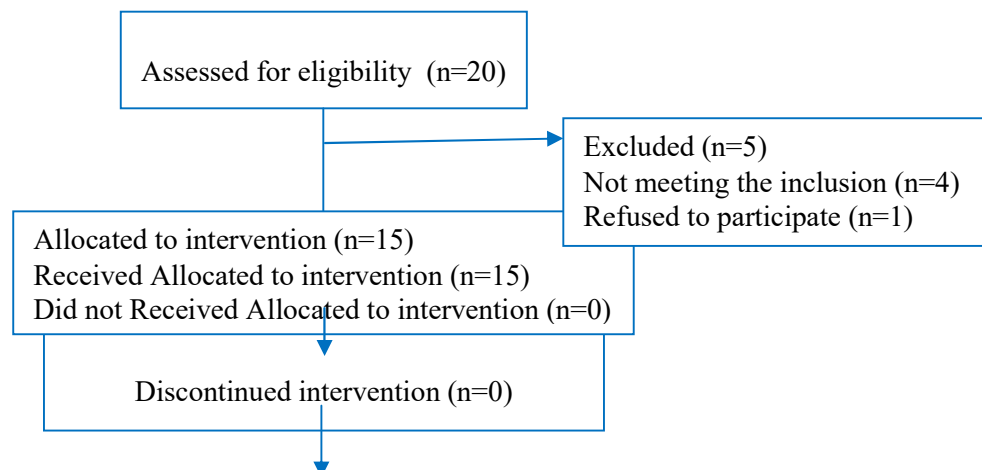 Assessed for eligibility (n=20)
Excluded (n=5)
Not meeting the inclusion (n=4)
Refused to participate (n=1)
Allocated to intervention (n=15)
Received Allocated to intervention (n=15)
Did not Received Allocated to intervention (n=0)
Discontinued intervention (n=0)